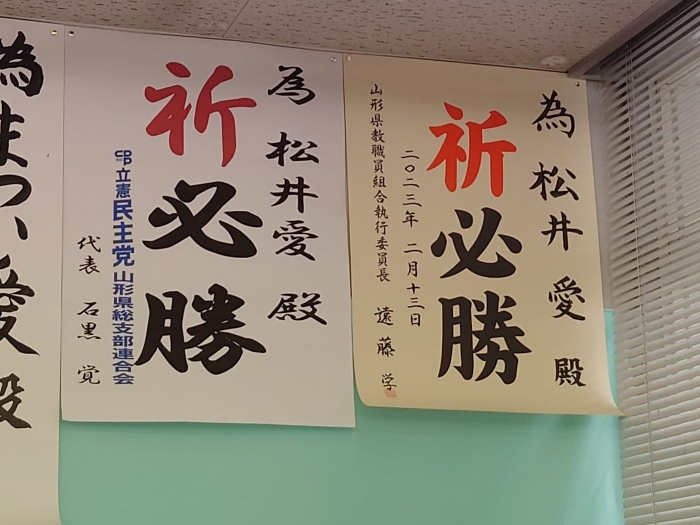 為 松井 愛 殿
祈必勝
二〇二三年 二月十三日
山形県教職員組合執行委員長 遠藤 学
為 松井愛 殿
祈必勝
CDP 立憲民主党 山形県総支部連合会
代表 石黒 覚
為まつい愛殿